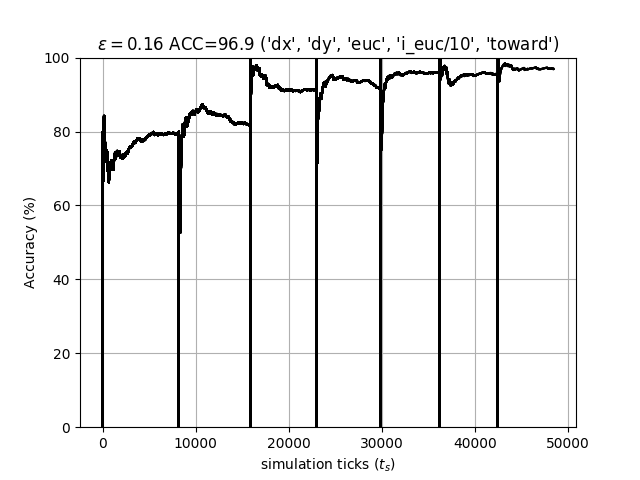 ε = 0.16 ACC=96.9 ('dx', 'dy', 'euc', 'i_euc/10', 'toward')
100
80
60
40
20
0
Accuracy (%)
0 10000 20000 30000 40000 50000
simulation ticks (tₛ)